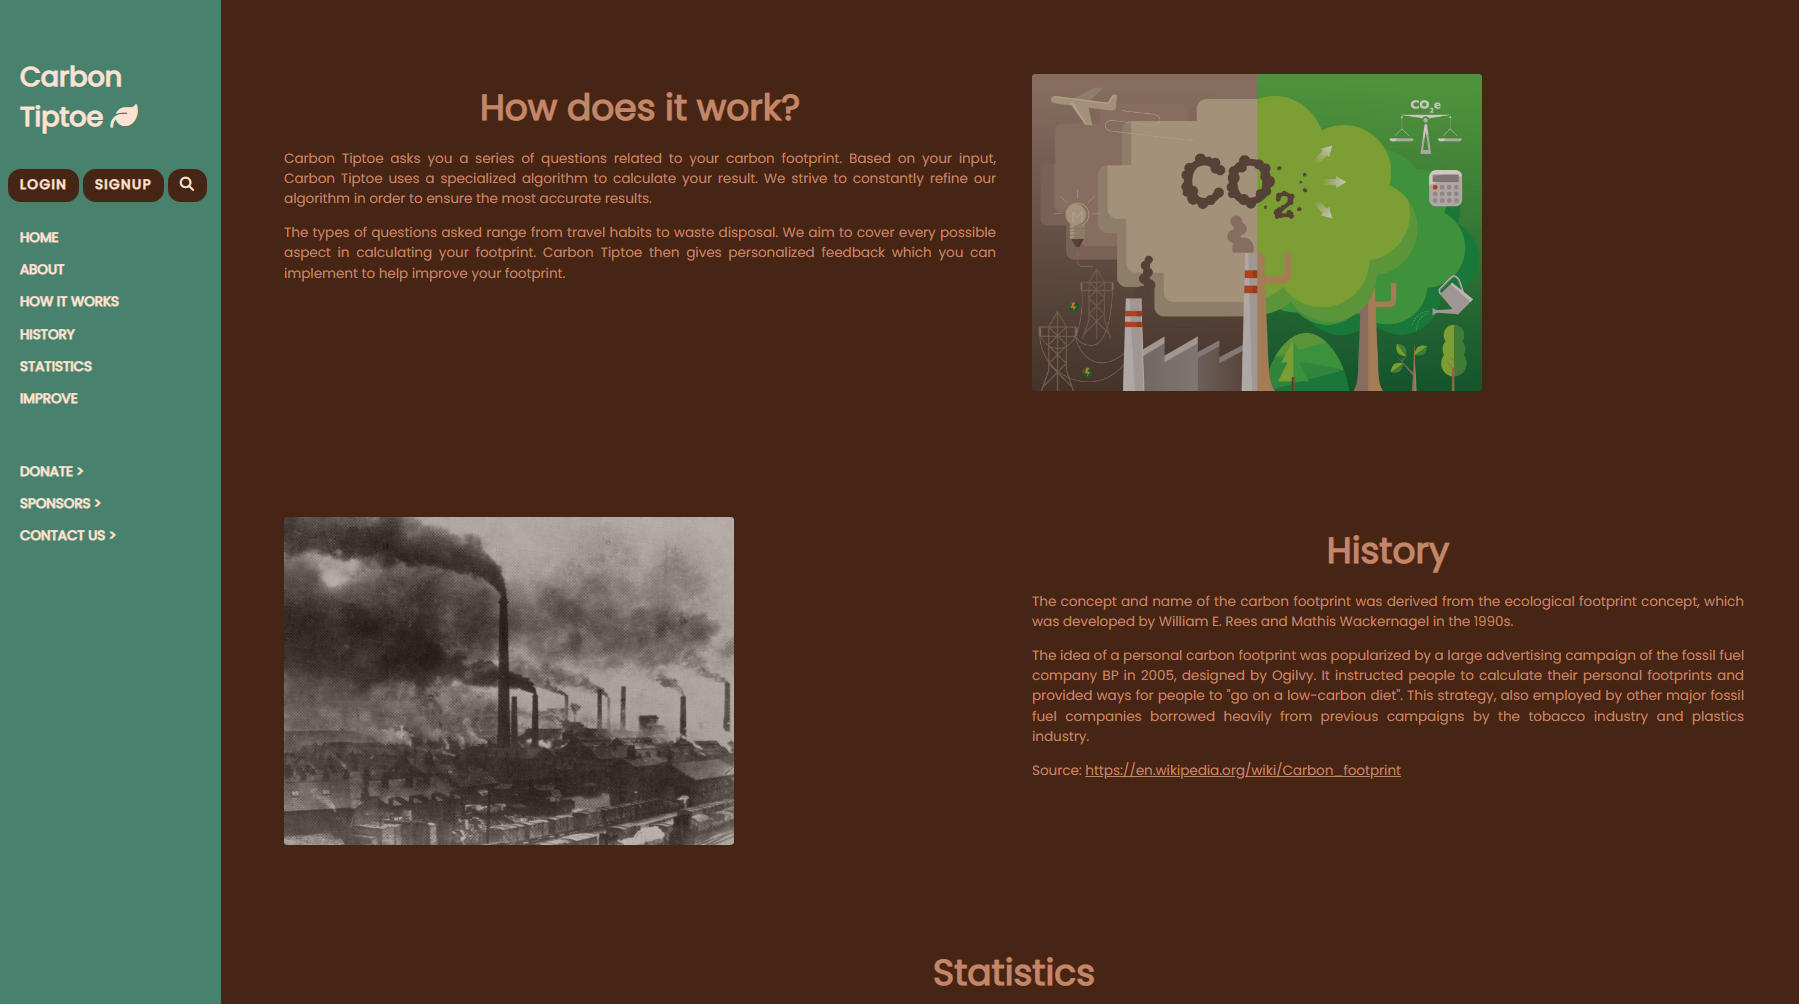 Carbon
Tiptoe
LOGIN
SIGNUP
HOME
ABOUT
HOW IT WORKS
HISTORY
STATISTICS
IMPROVE
DONATE >
SPONSORS >
CONTACT US >
How does it work?
Carbon Tiptoe asks you a series of questions related to your carbon footprint. Based on your input,
Carbon Tiptoe uses a specialized algorithm to calculate your result. We strive to constantly refine our
algorithm in order to ensure the most accurate results.
The types of questions asked range from travel habits to waste disposal. We aim to cover every possible
aspect in calculating your footprint. Carbon Tiptoe then gives personalized feedback which you can
implement to help improve your footprint.
CO2e
CO2
History
The concept and name of the carbon footprint was derived from the ecological footprint concept, which
was developed by William E. Rees and Mathis Wackernagel in the 1990s.
The idea of a personal carbon footprint was popularized by a large advertising campaign of the fossil fuel
company BP in 2005, designed by Ogilvy. It instructed people to calculate their personal footprints and
provided ways for people to "go on a low-carbon diet". This strategy, also employed by other major fossil
fuel companies borrowed heavily from previous campaigns by the tobacco industry and plastics
industry.
Source: https://en.wikipedia.org/wiki/Carbon_footprint
Statistics